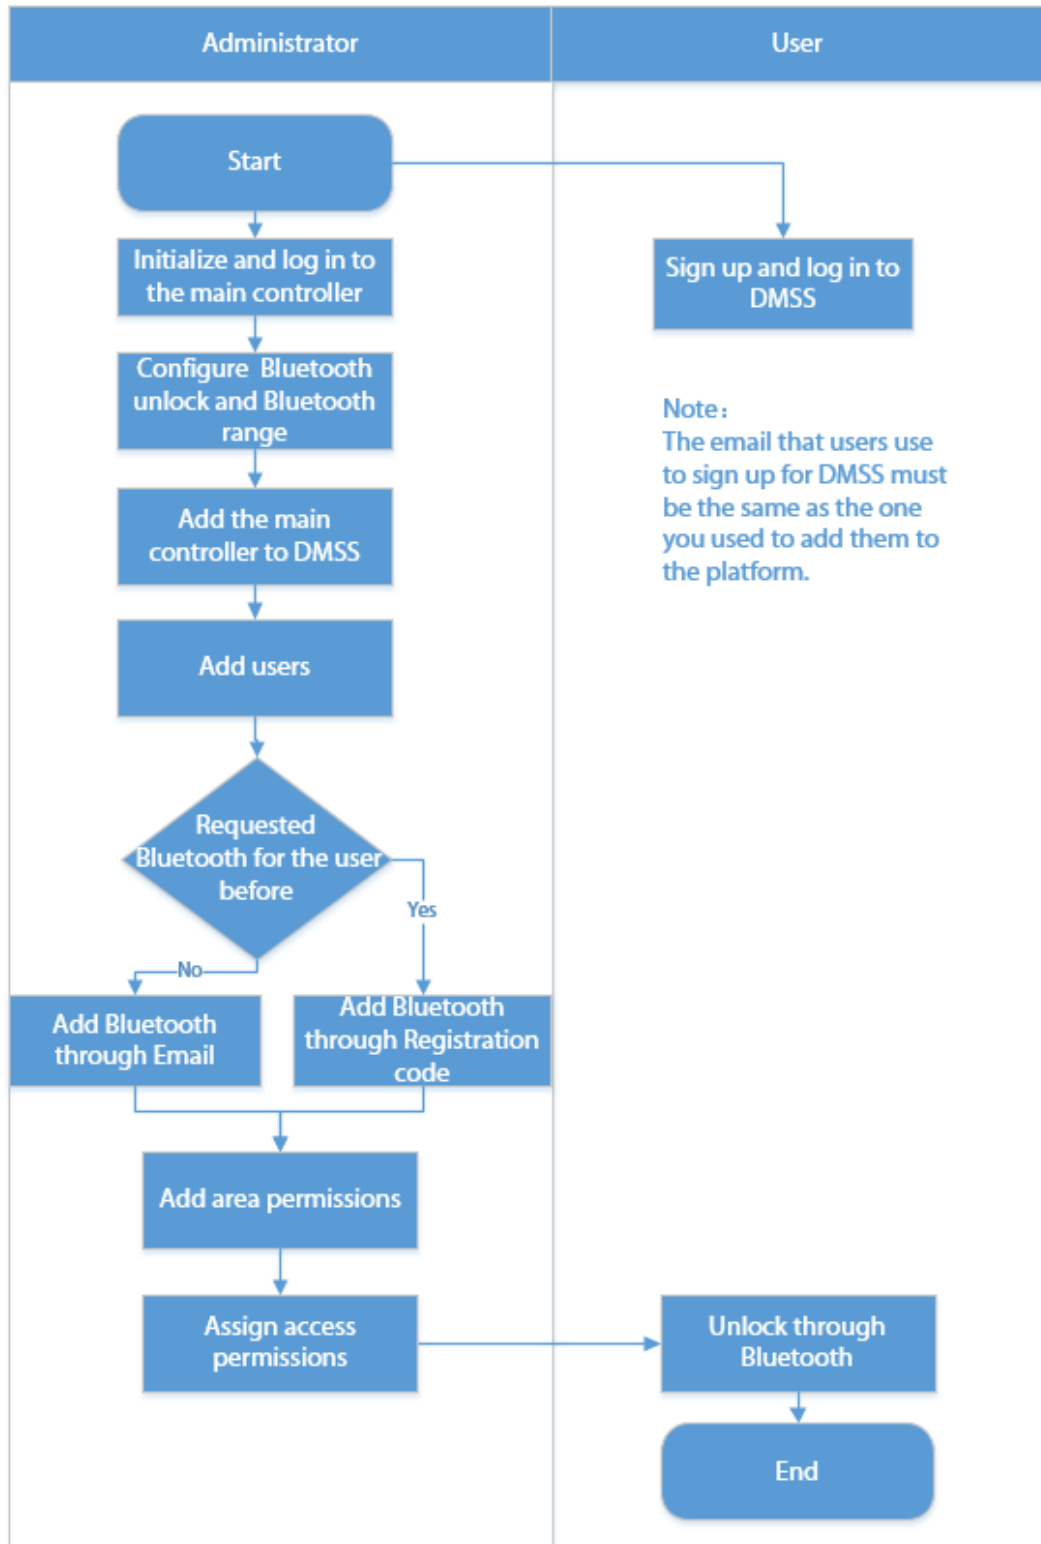 Administrator
User
Start
Initialize and log in to
the main controller
Sign up and log in to
DMSS
Configure Bluetooth
unlock and Bluetooth
range
Note：
The email that users use
to sign up for DMSS must
be the same as the one
you used to add them to
the platform.
Add the main
controller to DMSS
Add users
Requested
Bluetooth for the user
before
Yes
No
Add Bluetooth
through Email
Add Bluetooth
through Registration
code
Add area permissions
Assign access
permissions
Unlock through
Bluetooth
End